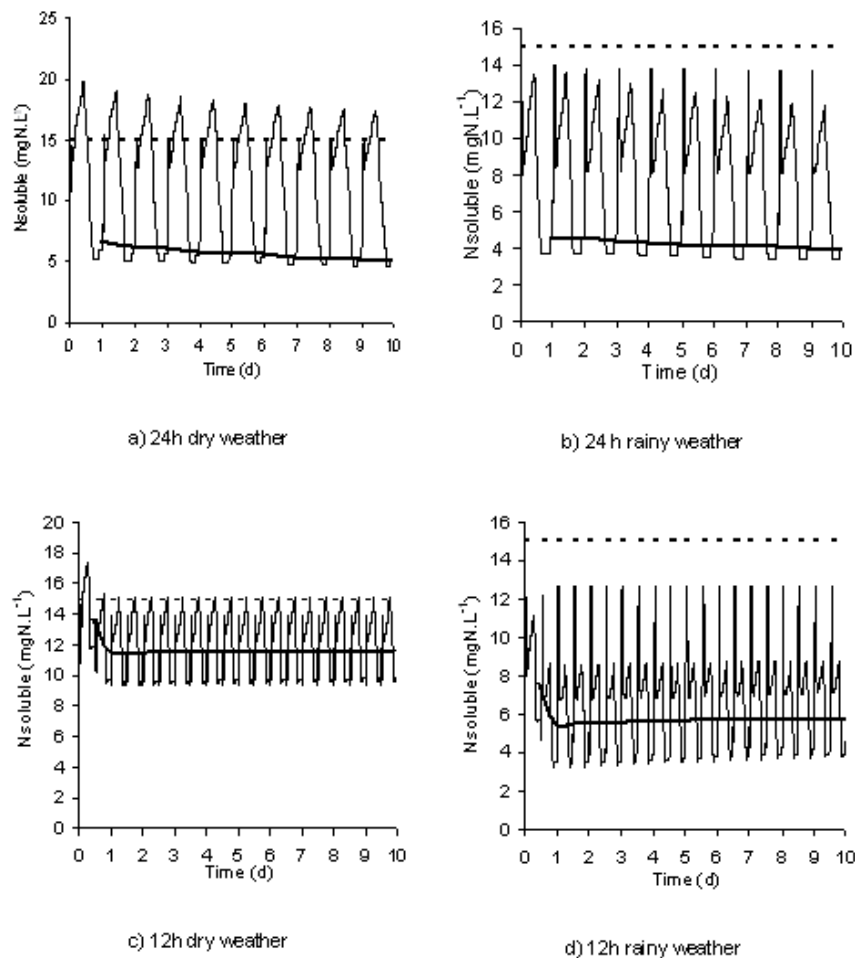 25
20
15
10
5
0
Nsoluble (mgN.L
0 1 2 3 4 5 6 7 8 9 10
Time (d)
a) 24h dry weather
16
14
12
10
8
6
4
2
0
Nsoluble (mgN.L-1)
0 1 2 3 4 5 6 7 8 9 10
Time (d)
b) 24h rainy weather
20
18
16
14
12
10
8
6
4
2
0
Nsoluble (mgN.L-1)
0 1 2 3 4 5 6 7 8 9 10
Time (d)
c) 12h dry weather
16
14
12
10
8
6
4
2
0
Nsoluble (mgN.L-1)
0 1 2 3 4 5 6 7 8 9 10
Time (d)
d) 12h rainy weather